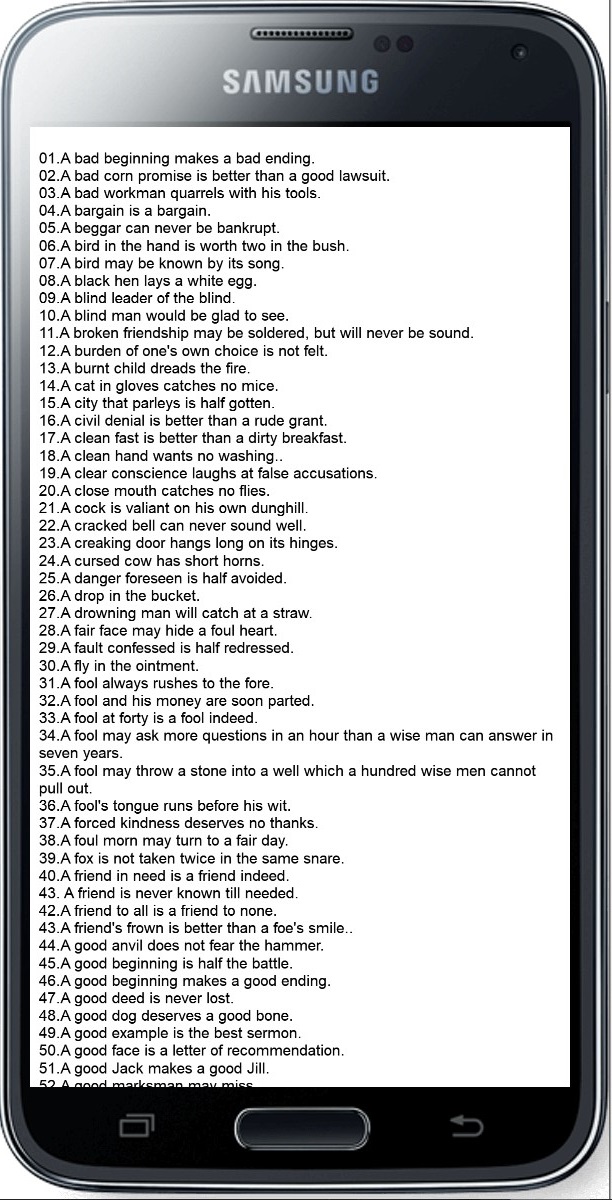 SAMSUNG
01.A bad beginning makes a bad ending.
02.A bad corn promise is better than a good lawsuit.
03.A bad workman quarrels with his tools.
04.A bargain is a bargain.
05.A beggar can never be bankrupt.
06.A bird in the hand is worth two in the bush.
07.A bird may be known by its song.
08.A black hen lays a white egg.
09.A blind leader of the blind.
10.A blind man would be glad to see.
11.A broken friendship may be soldered, but will never be sound.
12.A burden of one's own choice is not felt.
13.A burnt child dreads the fire.
14.A cat in gloves catches no mice.
15.A city that parleys is half gotten.
16.A civil denial is better than a rude grant.
17.A clean fast is better than a dirty breakfast.
18.A clean hand wants no washing..
19.A clear conscience laughs at false accusations.
20.A close mouth catches no flies.
21.A cock is valiant on his own dunghill.
22.A cracked bell can never sound well.
23.A creaking door hangs long on its hinges.
24.A cursed cow has short horns.
25.A danger foreseen is half avoided.
26.A drop in the bucket.
27.A drowning man will catch at a straw.
28.A fair face may hide a foul heart.
29.A fault confessed is half redressed.
30.A fly in the ointment.
31.A fool always rushes to the fore.
32.A fool and his money are soon parted.
33.A fool at forty is a fool indeed.
34.A fool may ask more questions in an hour than a wise man can answer in
seven years.
35.A fool may throw a stone into a well which a hundred wise men cannot
pull out.
36.A fool's tongue runs before his wit.
37.A forced kindness deserves no thanks.
38.A foul morn may turn to a fair day.
39.A fox is not taken twice in the same snare.
40.A friend in need is a friend indeed.
43. A friend is never known till needed.
42.A friend to all is a friend to none.
43.A friend's frown is better than a foe's smile..
44.A good anvil does not fear the hammer.
45.A good beginning is half the battle.
46.A good beginning makes a good ending.
47.A good deed is never lost.
48.A good dog deserves a good bone.
49.A good example is the best sermon.
50.A good face is a letter of recommendation.
51.A good Jack makes a good Jill.
52.A good marksman may miss.